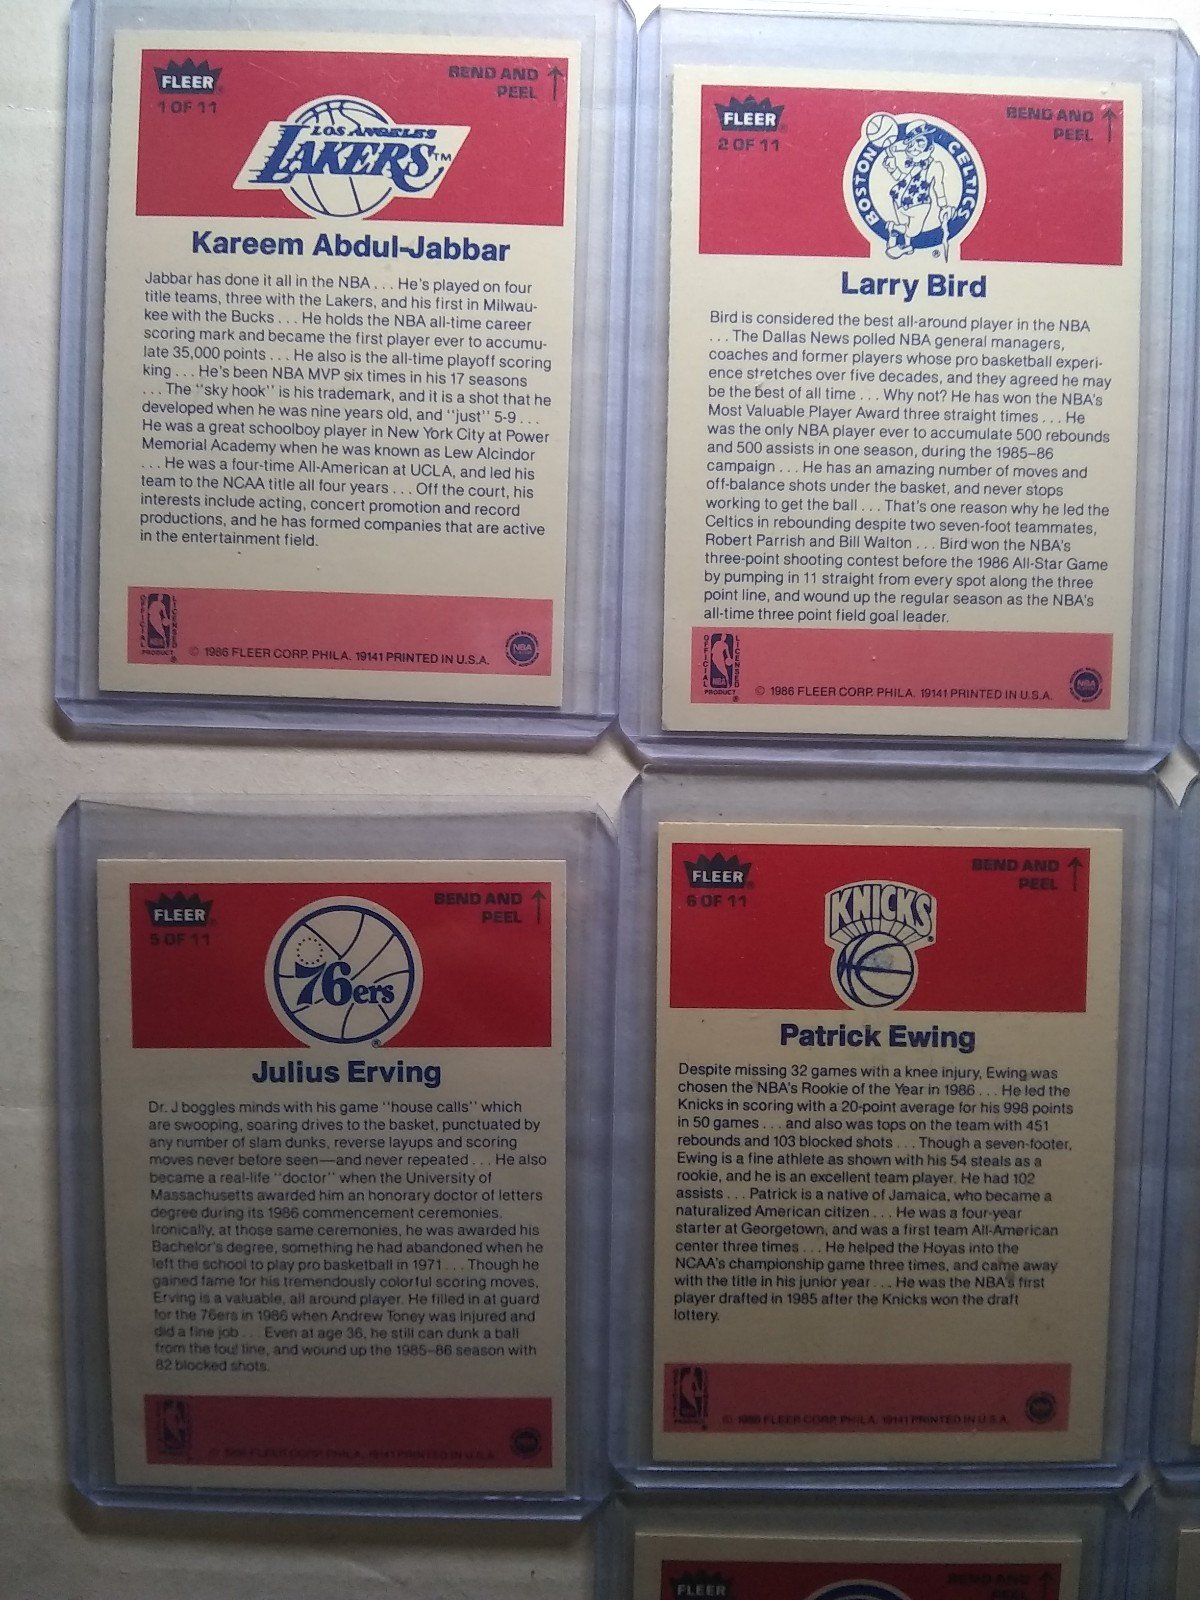 FLEER
1 OF 11
BEND AND
PEEL
LOS ANGELES
LAKERS™
Kareem Abdul-Jabbar
Jabbar has done it all in the NBA . . . He's played on four
title teams, three with the Lakers, and his first in Milwau-
kee with the Bucks . . . He holds the NBA all-time career
scoring mark and became the first player ever to accumu-
late 35,000 points . . . He also is the all-time playoff scoring
king . . . He's been NBA MVP six times in his 17 seasons
. . . The "sky hook" is his trademark, and it is a shot that he
developed when he was nine years old, and "just" 5-9 . . .
He was a great schoolboy player in New York City at Power
Memorial Academy when he was known as Lew Alcindor
. . . He was a four-time All-American at UCLA, and led his
team to the NCAA title all four years . . . Off the court, his
interests include acting, concert promotion and record
productions, and he has formed companies that are active
in the entertainment field.
OFFICIAL LICENSED
NBA
PRODUCT
© 1986 FLEER CORP. PHILA. 19141 PRINTED IN U.S.A.
NBA
FLEER
2 OF 11
BEND AND
PEEL
BOSTON CELTICS
Larry Bird
Bird is considered the best all-around player in the NBA
. . . The Dallas News polled NBA general managers,
coaches and former players whose pro basketball experi-
ence stretches over five decades, and they agreed he may
be the best of all time . . . Why not? He has won the NBA's
Most Valuable Player Award three straight times . . . He
was the only NBA player ever to accumulate 500 rebounds
and 500 assists in one season, during the 1985–86
campaign . . . He has an amazing number of moves and
off-balance shots under the basket, and never stops
working to get the ball . . . That's one reason why he led the
Celtics in rebounding despite two seven-foot teammates,
Robert Parrish and Bill Walton . . . Bird won the NBA's
three-point shooting contest before the 1986 All-Star Game
by pumping in 11 straight from every spot along the three
point line, and wound up the regular season as the NBA's
all-time three point field goal leader.
OFFICIAL LICENSED
NBA
PRODUCT
© 1986 FLEER CORP. PHILA. 19141 PRINTED IN U.S.A.
NBA
FLEER
5 OF 11
BEND AND
PEEL
76ers
Julius Erving
Dr. J boggles minds with his game "house calls" which
are swooping, soaring drives to the basket, punctuated by
any number of slam dunks, reverse layups and scoring
moves never before seen—and never repeated . . . He also
became a real-life "doctor" when the University of
Massachusetts awarded him an honorary doctor of letters
degree during its 1986 commencement ceremonies.
Ironically, at those same ceremonies, he was awarded his
Bachelor's degree, something he had abandoned when he
left the school to play pro basketball in 1971 . . . Though he
gained fame for his tremendously colorful scoring moves,
Erving is a valuable, all around player. He filled in at guard
for the 76ers in 1986 when Andrew Toney was injured and
did a fine job . . . Even at age 36, he still can dunk a ball
from the foul line, and wound up the 1985–86 season with
82 blocked shots.
© 1986 FLEER CORP. PHILA. 19141 PRINTED IN U.S.A.
FLEER
6 OF 11
BEND AND
PEEL
KNICKS
Patrick Ewing
Despite missing 32 games with a knee injury, Ewing was
chosen the NBA's Rookie of the Year in 1986 . . . He led the
Knicks in scoring with a 20-point average for his 998 points
in 50 games . . . and also was tops on the team with 451
rebounds and 103 blocked shots . . . Though a seven-footer,
Ewing is a fine athlete as shown with his 54 steals as a
rookie, and he is an excellent team player. He had 102
assists . . . Patrick is a native of Jamaica, who became a
naturalized American citizen . . . He was a four-year
starter at Georgetown, and was a first team All-American
center three times . . . He helped the Hoyas into the
NCAA's championship game three times, and came away
with the title in his junior year . . . He was the NBA's first
player drafted in 1985 after the Knicks won the draft
lottery.
PRODUCT
© 1986 FLEER CORP. PHILA. 19141 PRINTED IN U.S.A.
NBA
FLEER
BEND AND